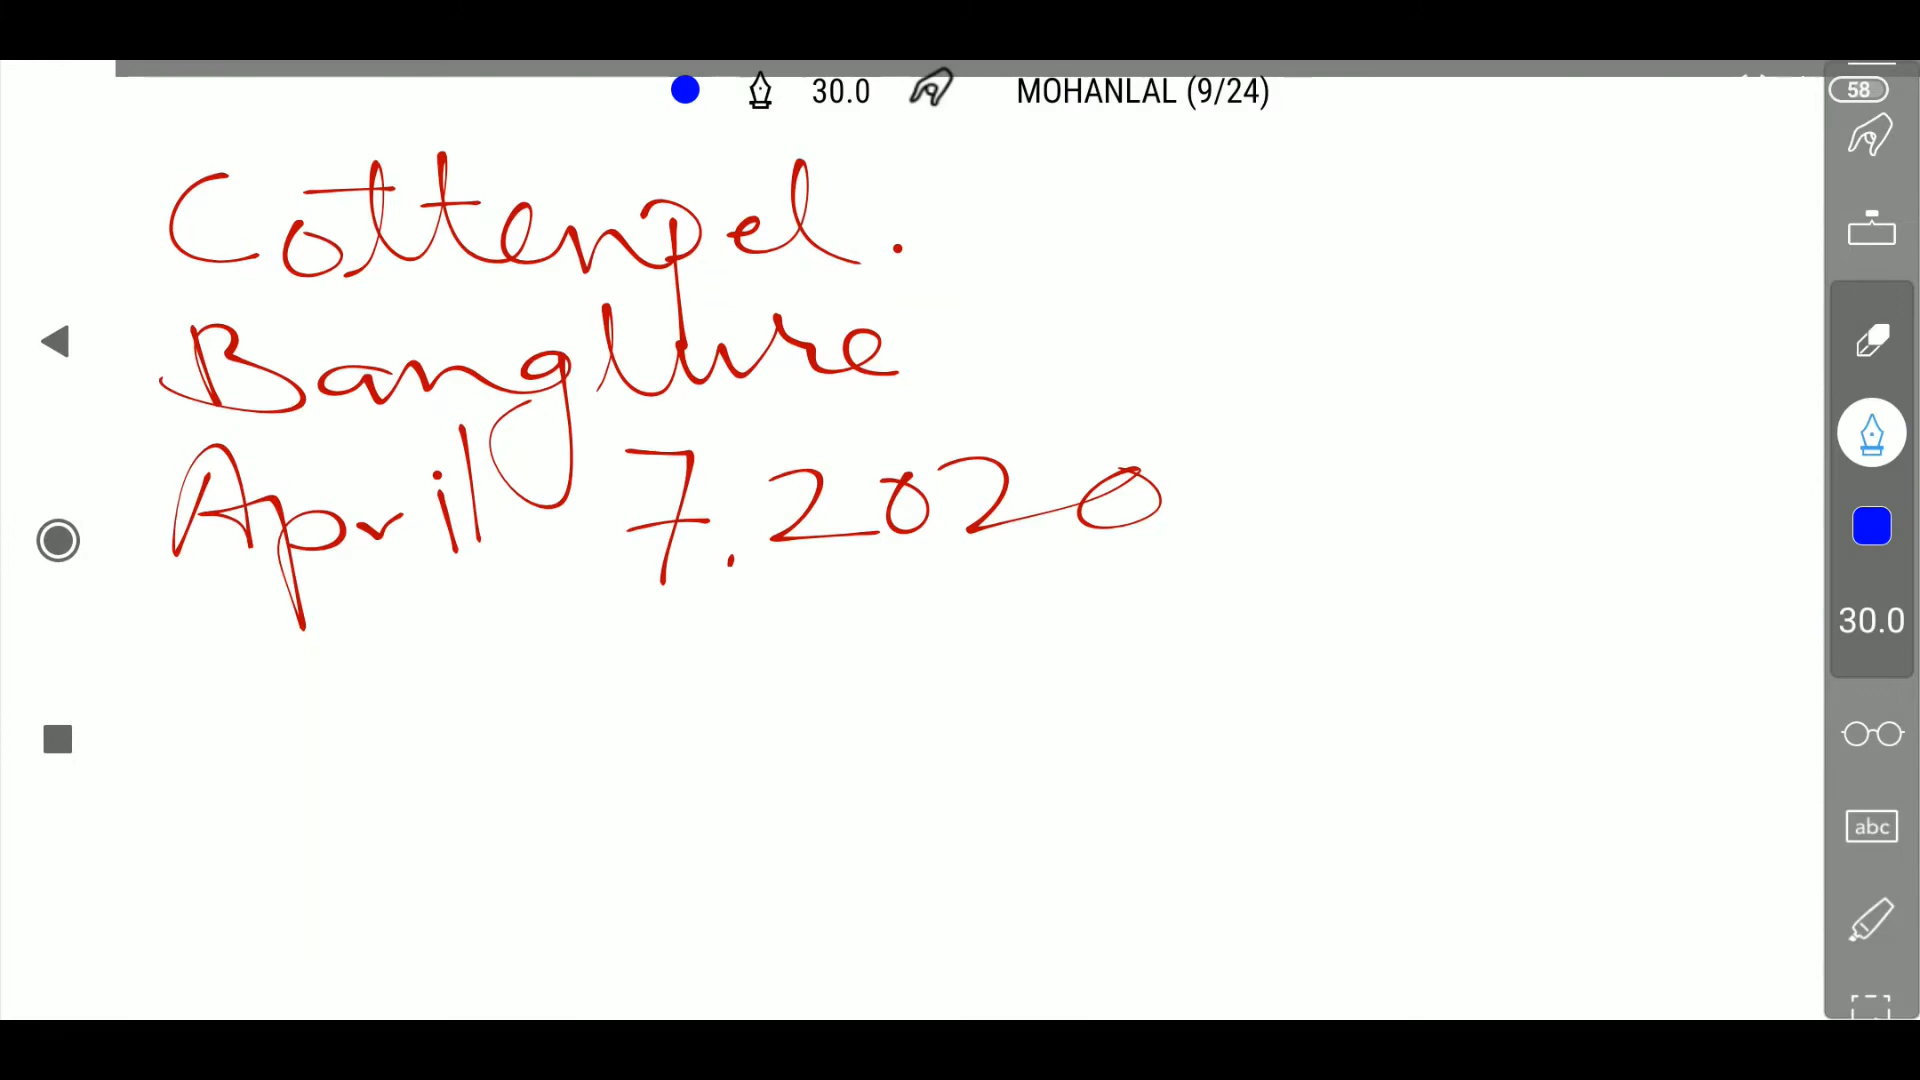 30.0 MOHANLAL (9/24)
58
Cottenpel.
Banglure
April 7.2020
30.0
abc